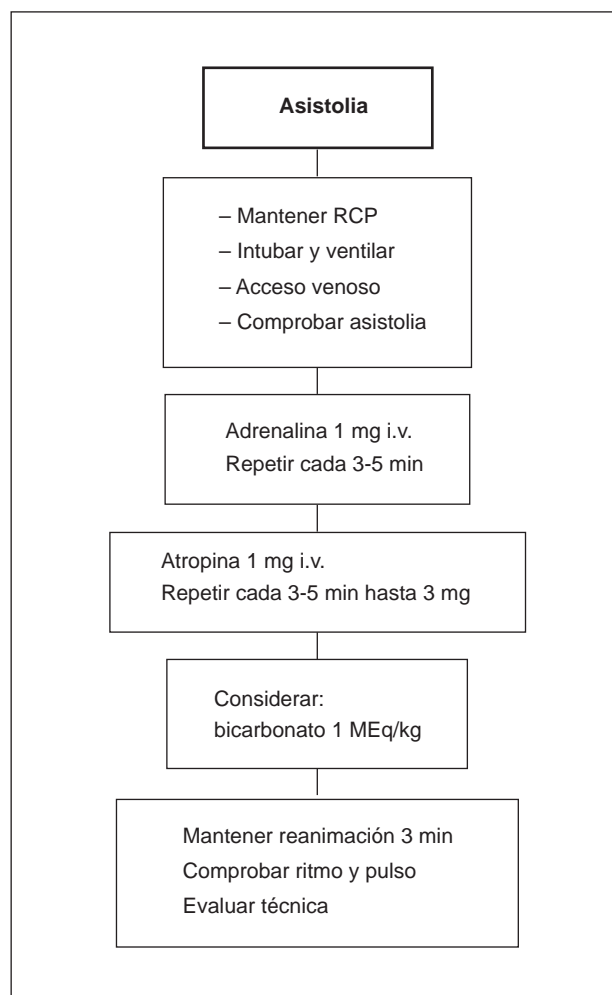 Asistolia
– Mantener RCP
– Intubar y ventilar
– Acceso venoso
– Comprobar asistolia
Adrenalina 1 mg i.v.
Repetir cada 3-5 min
Atropina 1 mg i.v.
Repetir cada 3-5 min hasta 3 mg
Considerar:
bicarbonato 1 MEq/kg
Mantener reanimación 3 min
Comprobar ritmo y pulso
Evaluar técnica